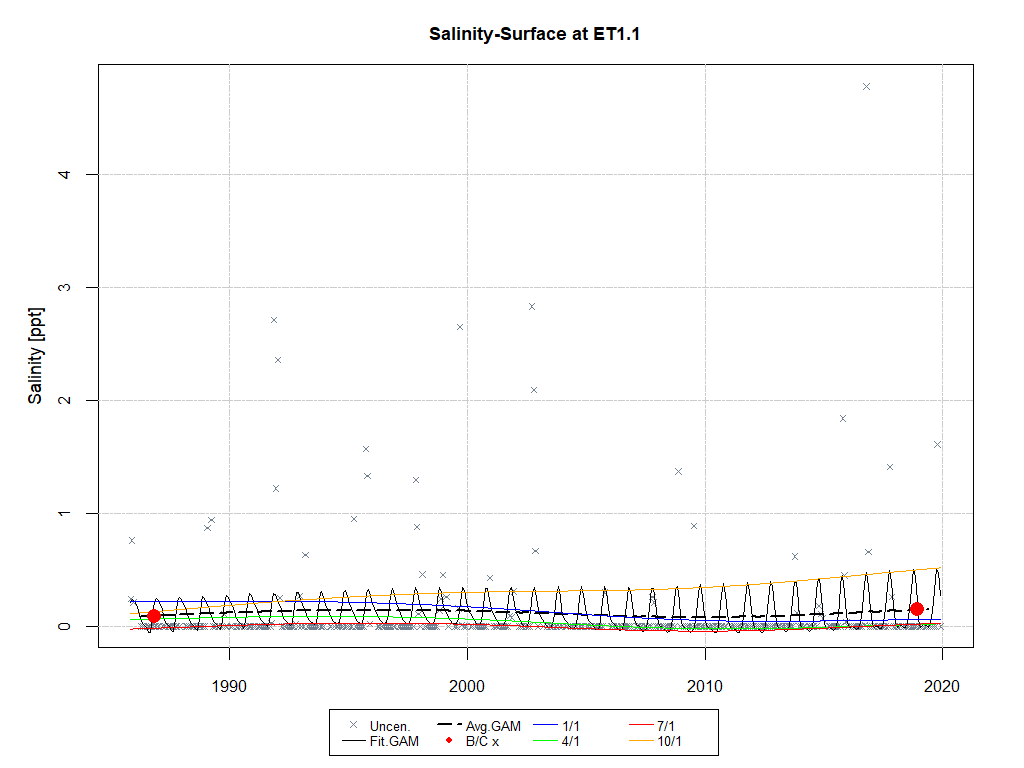 Salinity-Surface at ET1.1
Salinity [ppt]
4
3
2
1
0
1990 2000 2010 2020
Uncen. Avg.GAM 1/1 7/1
Fit.GAM B/C x 4/1 10/1